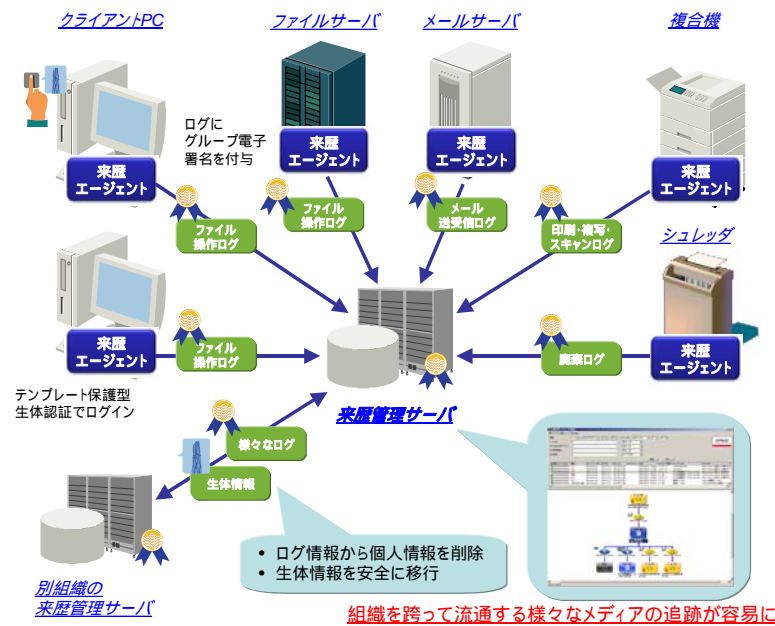 クライアントPC
ファイルサーバ
メールサーバ
複合機
ログに
グループ電子
署名を付与
来歴
エージェント
来歴
エージェント
来歴
エージェント
来歴
エージェント
ファイル
操作ログ
ファイル
操作ログ
メール
送受信ログ
印刷・複写・
スキャンログ
シュレッダ
来歴
エージェント
ファイル
操作ログ
廃棄ログ
来歴
エージェント
テンプレート保護型
生体認証でログイン
来歴管理サーバ
様々なログ
生体情報
• ログ情報から個人情報を削除
• 生体情報を安全に移行
別組織の
来歴管理サーバ
組織を跨って流通する様々なメディアの追跡が容易に